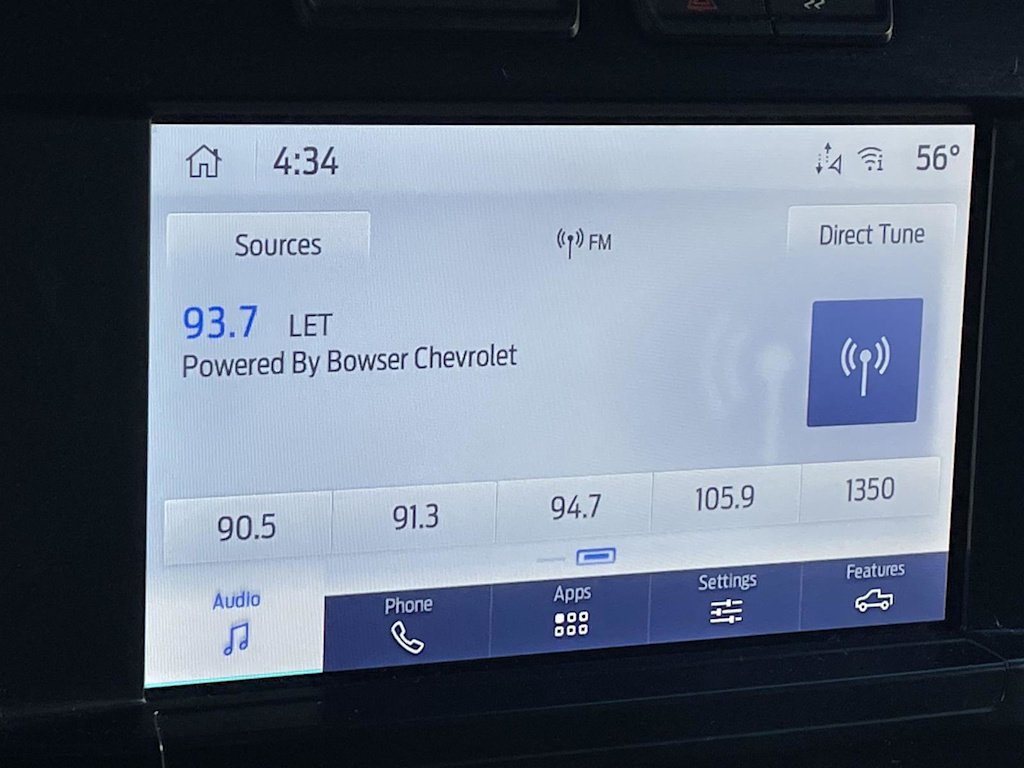 4:34
56°
Sources
FM
Direct Tune
93.7 LET
Powered By Bowser Chevrolet
90.5 91.3 94.7 105.9 1350
Audio Phone Apps Settings Features